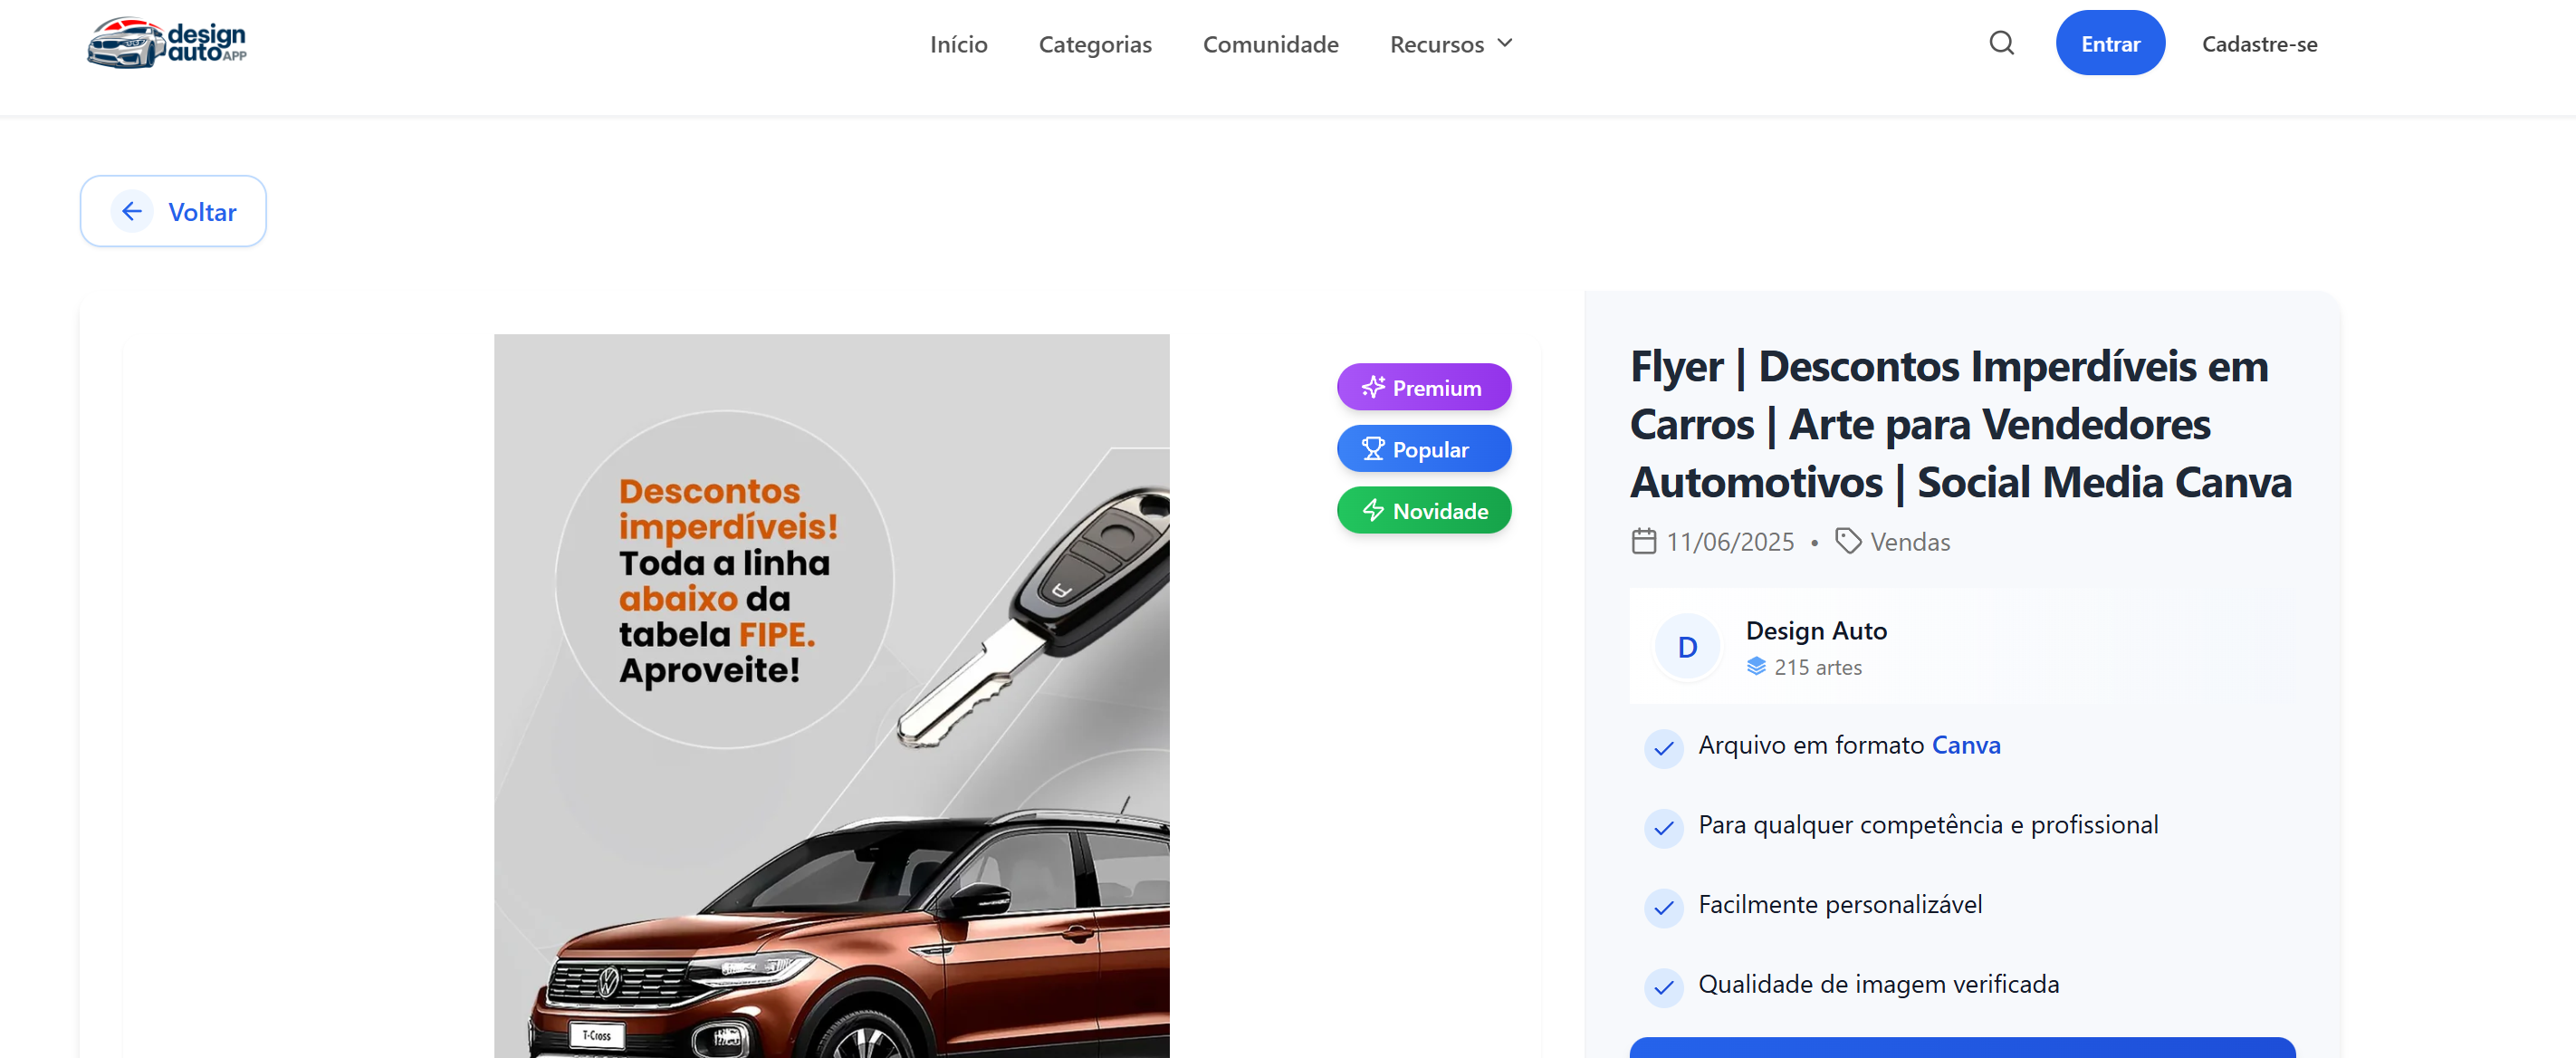 design
auto APP
Início
Categorias
Comunidade
Recursos
Entrar
Cadastre-se
Voltar
Descontos
imperdíveis!
Toda a linha
abaixo da
tabela FIPE.
Aproveite!
T-Cross
Premium
Popular
Novidade
Flyer | Descontos Imperdíveis em
Carros | Arte para Vendedores
Automotivos | Social Media Canva
11/06/2025 • Vendas
D
Design Auto
215 artes
Arquivo em formato Canva
Para qualquer competência e profissional
Facilmente personalizável
Qualidade de imagem verificada